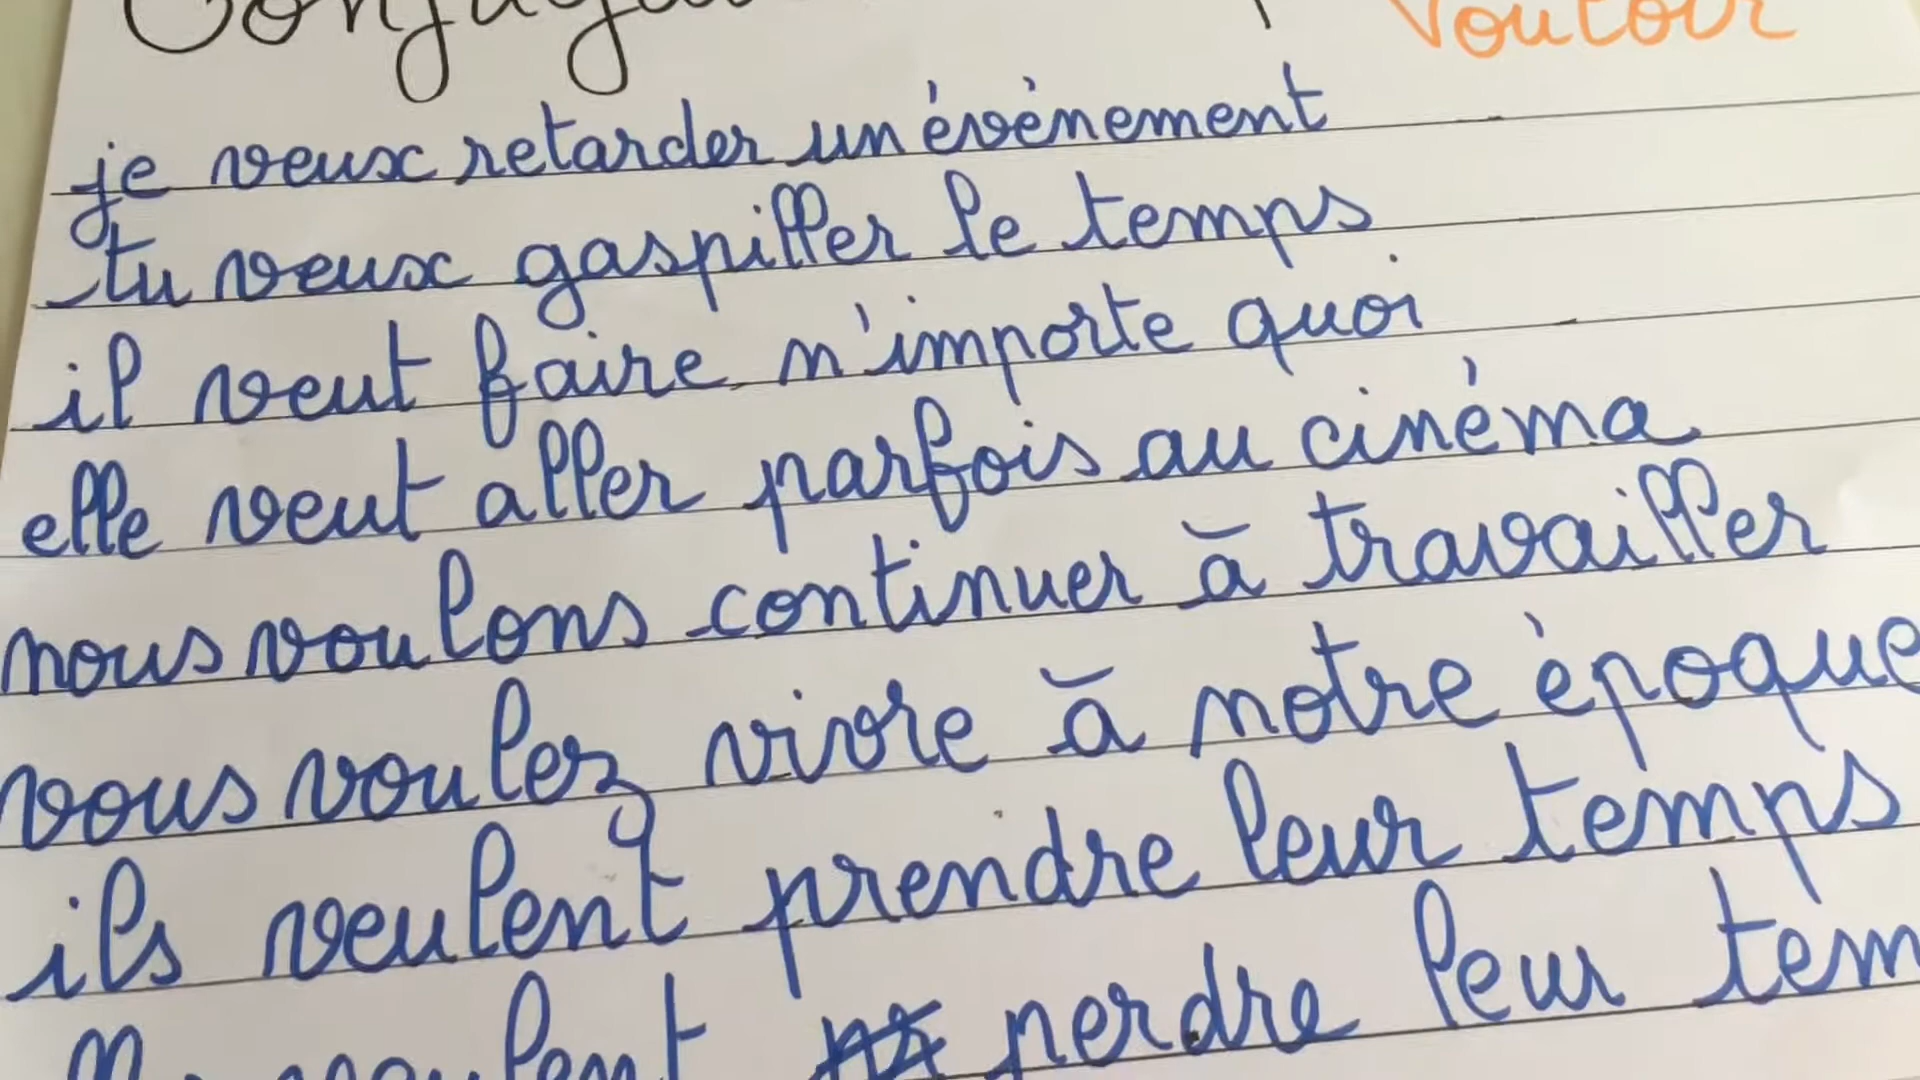 Vouloir
je veux retarder un évènement
tu veux gaspiller le temps
il veut faire n'importe quoi
elle veut aller parfois au cinéma
nous voulons continuer à travailler
vous voulez vivre à notre époque
ils veulent prendre leur temps
veulent perdre leur tem